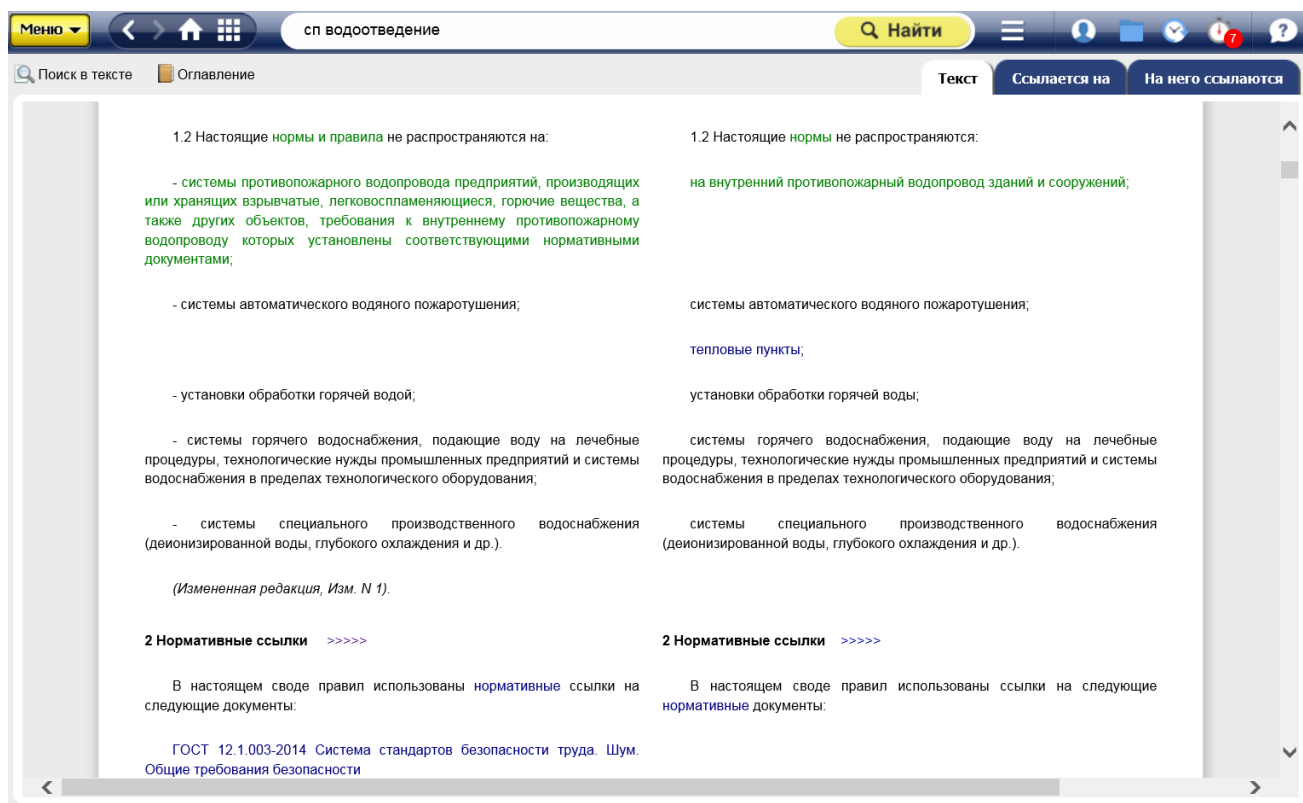 Меню
сп водоотведение
Найти
7
?
Поиск в тексте
Оглавление
Текст
Ссылается на
На него ссылаются
1.2 Настоящие нормы и правила не распространяются на:
- системы противопожарного водопровода предприятий, производящих
или хранящих взрывчатые, легковоспламеняющиеся, горючие вещества, а
также других объектов, требования к внутреннему противопожарному
водопроводу которых установлены соответствующими нормативными
документами;
- системы автоматического водяного пожаротушения;
- установки обработки горячей водой;
- системы горячего водоснабжения, подающие воду на лечебные
процедуры, технологические нужды промышленных предприятий и системы
водоснабжения в пределах технологического оборудования;
- системы специального производственного водоснабжения
(деионизированной воды, глубокого охлаждения и др.).
(Измененная редакция, Изм. N 1).
2 Нормативные ссылки >>>>>
В настоящем своде правил использованы нормативные ссылки на
следующие документы:
ГОСТ 12.1.003-2014 Система стандартов безопасности труда. Шум.
Общие требования безопасности
1.2 Настоящие нормы не распространяются:
на внутренний противопожарный водопровод зданий и сооружений;
системы автоматического водяного пожаротушения;
тепловые пункты;
установки обработки горячей воды;
системы горячего водоснабжения, подающие воду на лечебные
процедуры, технологические нужды промышленных предприятий и системы
водоснабжения в пределах технологического оборудования;
системы специального производственного водоснабжения
(деионизированной воды, глубокого охлаждения и др.).
2 Нормативные ссылки >>>>>
В настоящем своде правил использованы ссылки на следующие
нормативные документы: